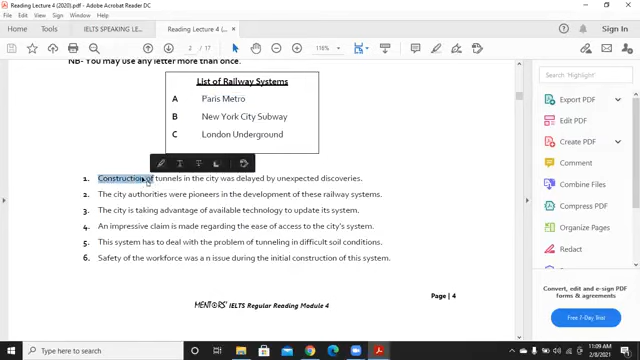 Reading Lecture 4 (2020).pdf - Adobe Acrobat Reader DC
File Edit View Sign Window Help
Home Tools IELTS SPEAKING LE... Reading Lecture 4 (... × Sign In
2 / 17 116%
NB- You may use any letter more than once.
List of Railway Systems
A Paris Metro
B New York City Subway
C London Underground
1. Construction of tunnels in the city was delayed by unexpected discoveries.
2. The city authorities were pioneers in the development of these railway systems.
3. The city is taking advantage of available technology to update its system.
4. An impressive claim is made regarding the ease of access to the city's system.
5. This system has to deal with the problem of tunneling in difficult soil conditions.
6. Safety of the workforce was an issue during the initial construction of this system.
Page | 4
MENTORS' IELTS Regular Reading Module 4
Search 'Highlight'
Export PDF
Edit PDF
Create PDF
Comment
Combine Files
Compress PDF
Organize Pages
Redact
Convert, edit and e-sign PDF
forms & agreements
Free 7-Day Trial
Type here to search
11:09 AM
2/8/2021